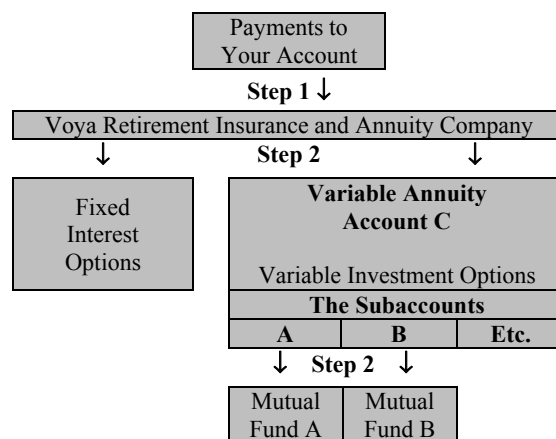 Payments to
Your Account
Step 1 ↓
Voya Retirement Insurance and Annuity Company
↓ Step 2 ↓
Fixed
Interest
Options
Variable Annuity
Account C
Variable Investment Options
The Subaccounts
A B Etc.
↓ Step 2 ↓
Mutual
Fund A
Mutual
Fund B